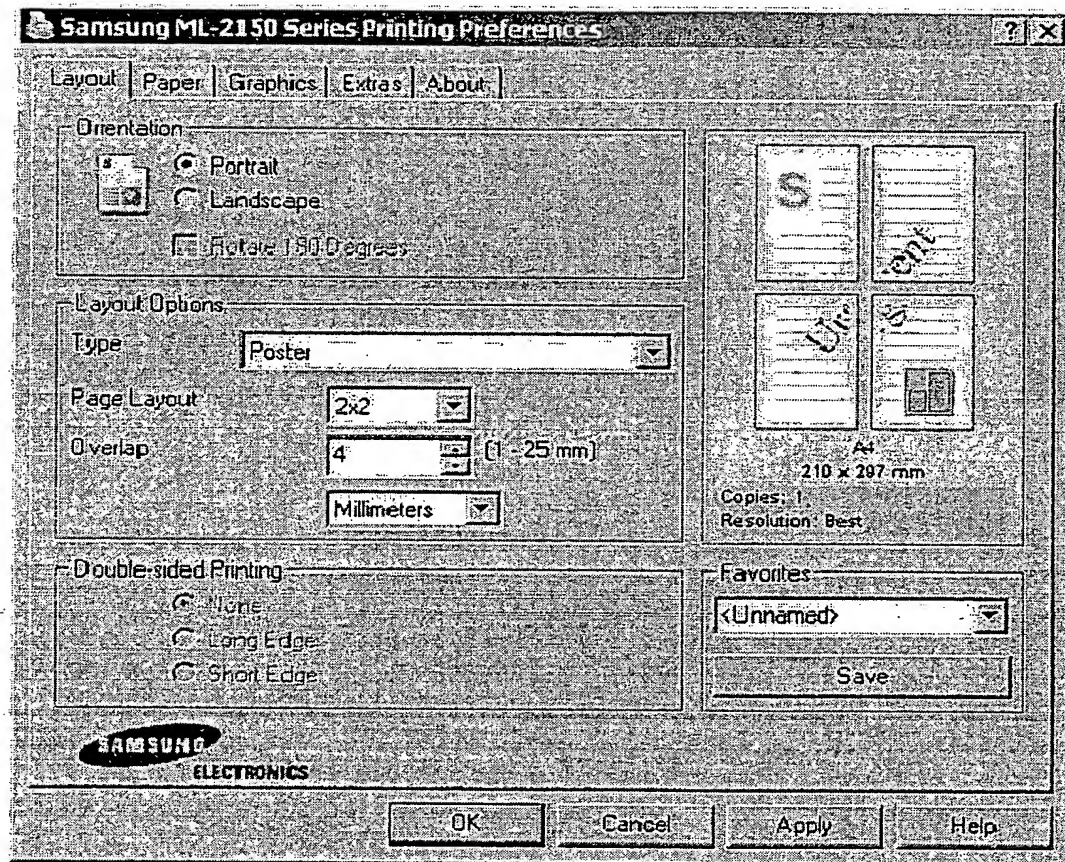 Samsung ML-2150 Series Printing Preferences
? X
Layout Paper Graphics Extras About
Orientation
Portrait
Landscape
Rotate 180 Degrees
Layout Options
Type Poster
Page Layout 2x2
Overlap 4 (1 - 25 mm)
Millimeters
Double-sided Printing
None
Long Edge
Short Edge
S
ent
A4
210 x 297 mm
Copies: 1
Resolution: Best
Favorites
<Unnamed>
Save
SAMSUNG
ELECTRONICS
OK Cancel Apply Help